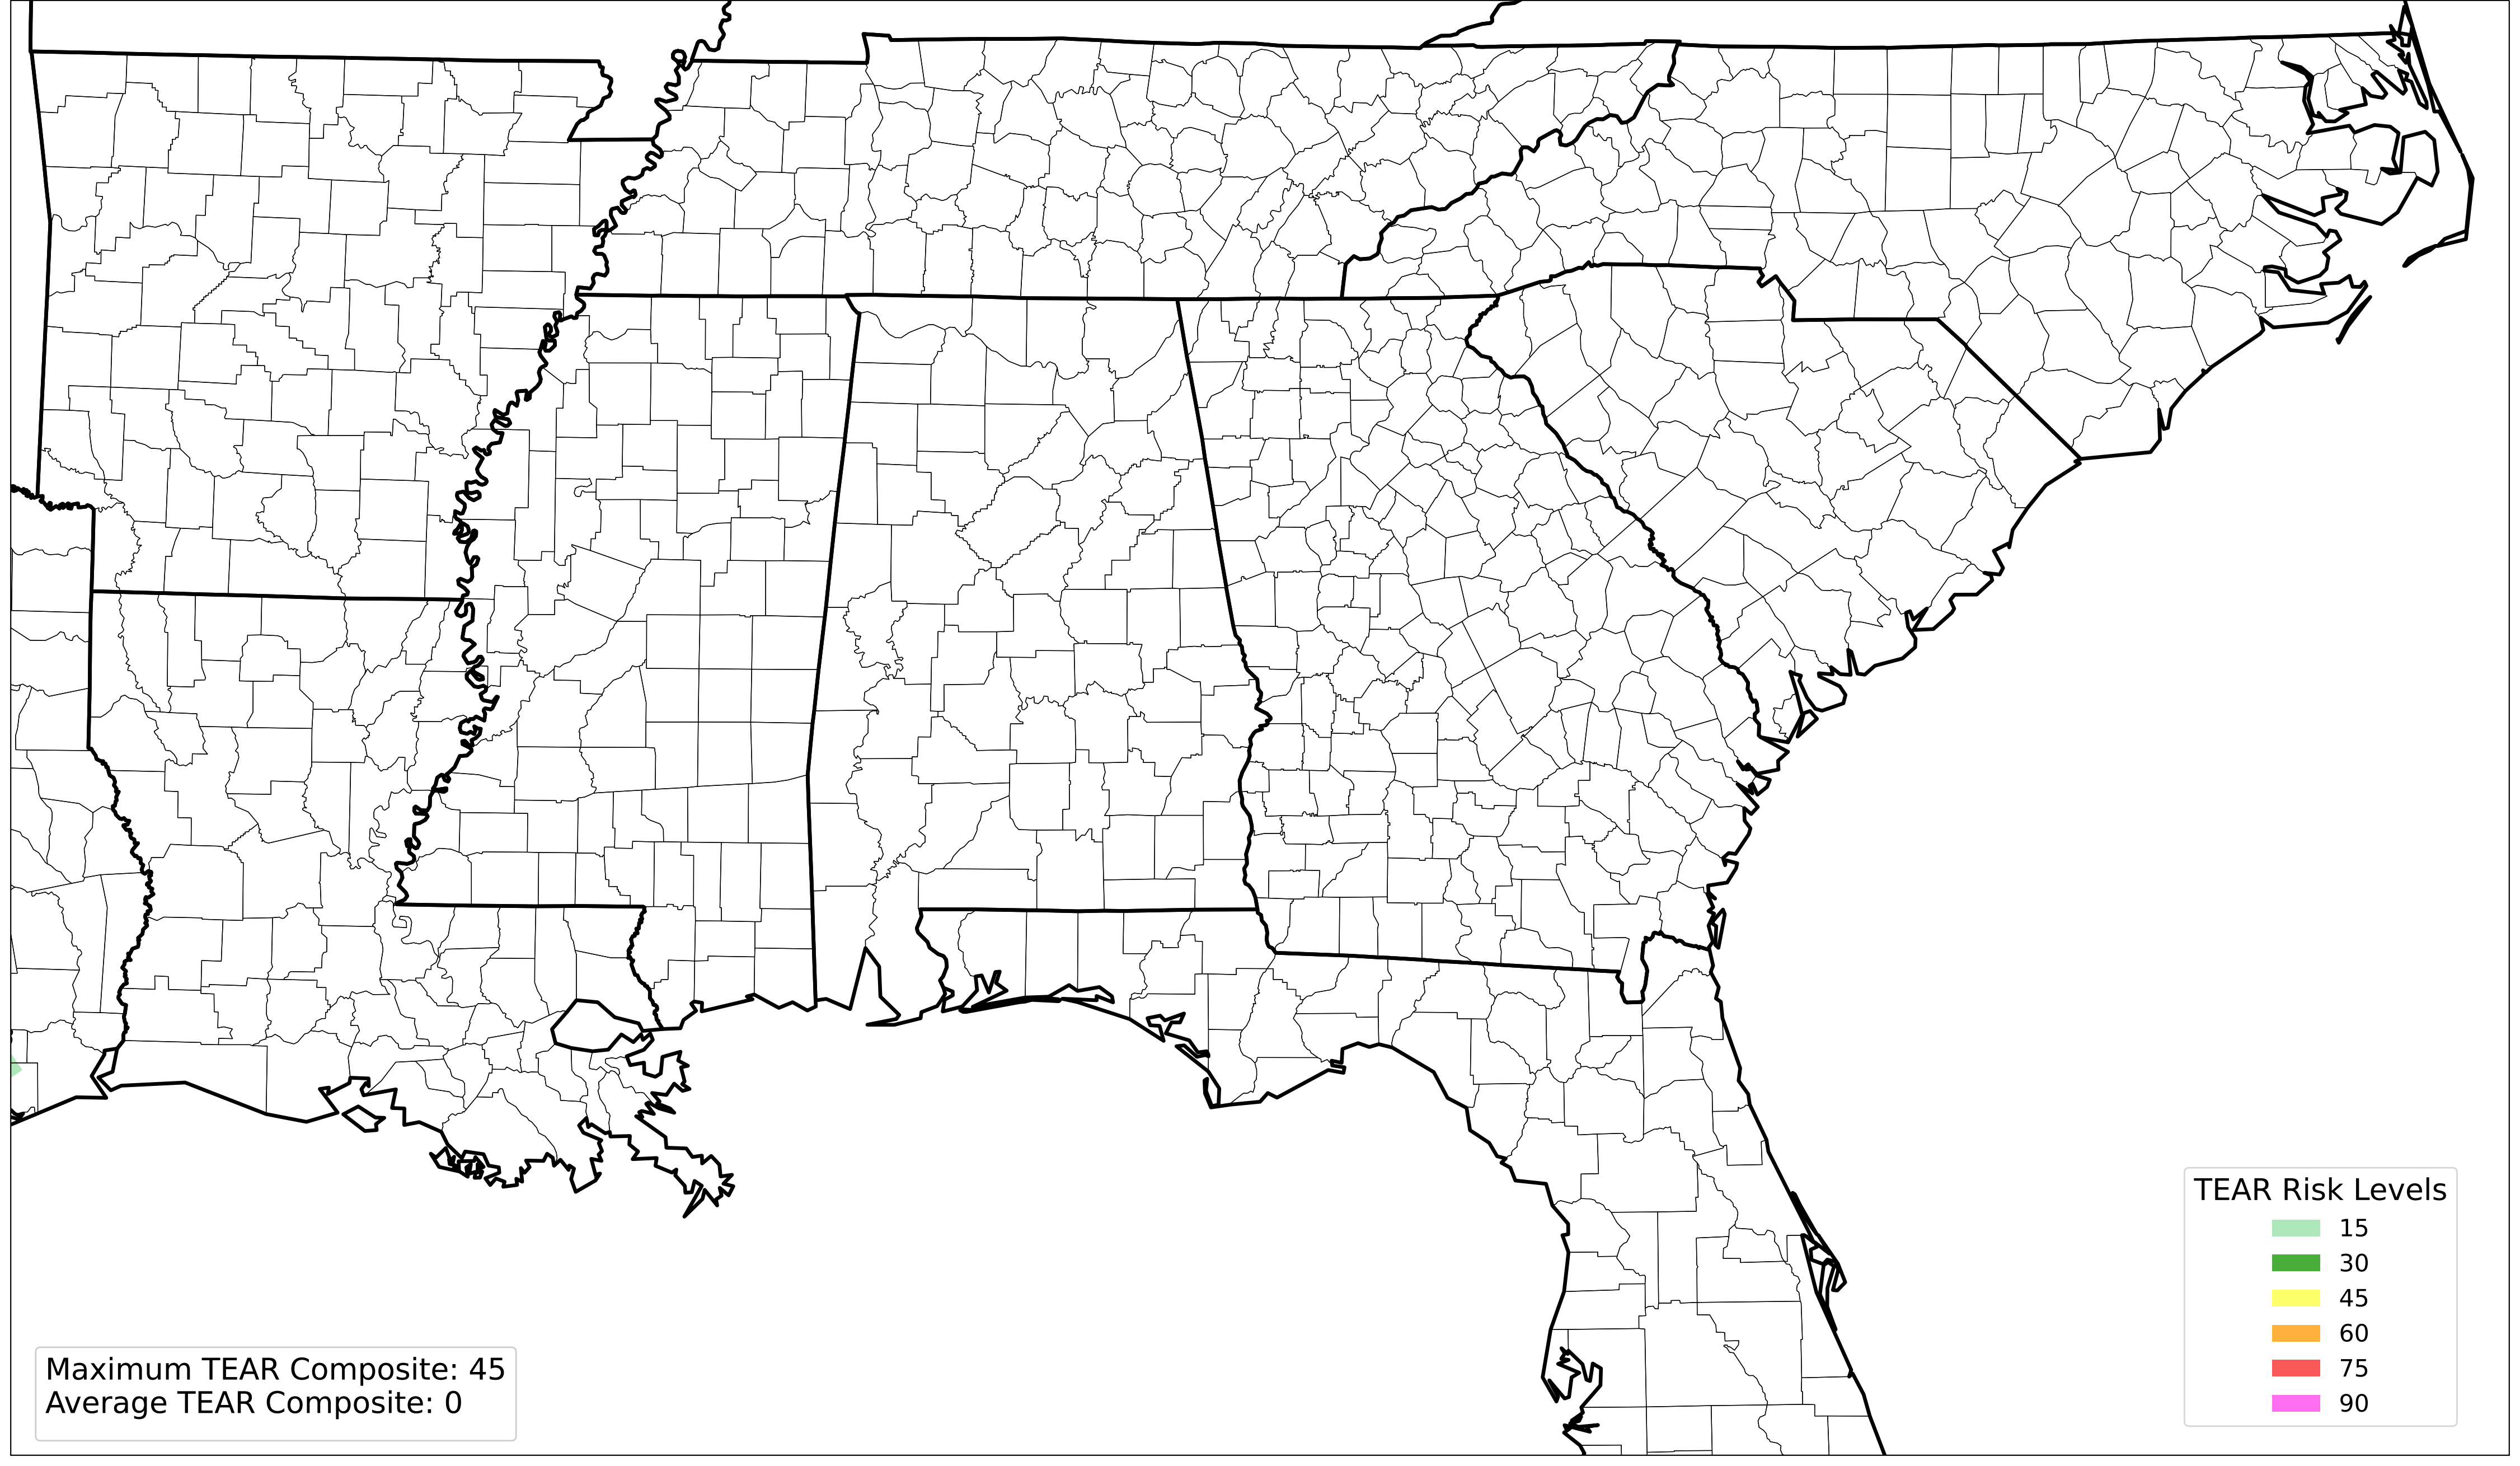 TEAR Risk Levels
15
30
45
60
75
90
Maximum TEAR Composite: 45
Average TEAR Composite: 0